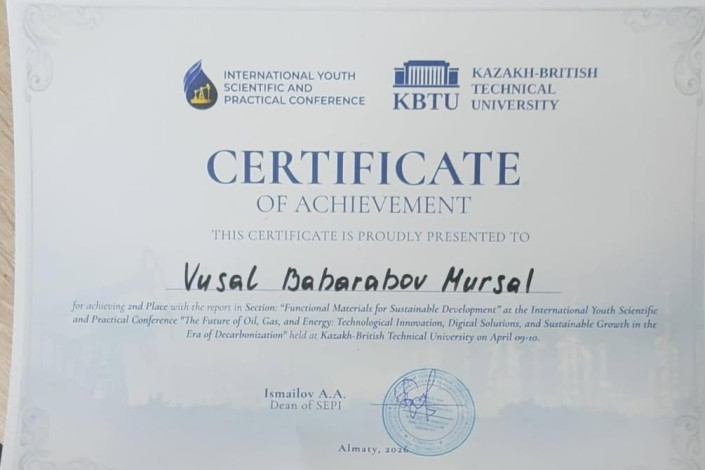 INTERNATIONAL YOUTH
SCIENTIFIC AND
PRACTICAL CONFERENCE
KBTU
KAZAKH-BRITISH
TECHNICAL
UNIVERSITY
CERTIFICATE
OF ACHIEVEMENT
THIS CERTIFICATE IS PROUDLY PRESENTED TO
Vusal Babarabov Mursal
for achieving 2nd Place with the report in Section: "Functional Materials for Sustainable Development" at the International Youth Scientific
and Practical Conference "The Future of Oil, Gas, and Energy: Technological Innovation, Digital Solutions, and Sustainable Growth in the
Era of Decarbonization" held at Kazakh-British Technical University on April 09-10.
Ismailov A.A.
Dean of SEPI
Almaty, 2026